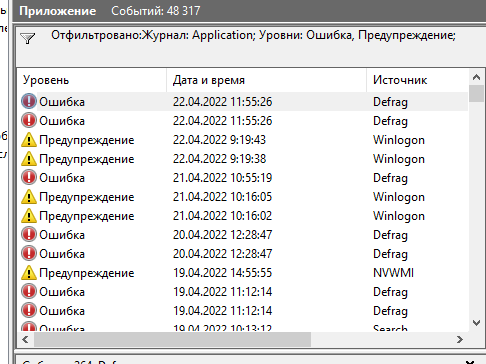 Приложение Событий: 48 317
Отфильтровано:Журнал: Application; Уровни: Ошибка, Предупреждение;
Уровень Дата и время Источник
Ошибка 22.04.2022 11:55:26 Defrag
Ошибка 22.04.2022 11:55:26 Defrag
Предупреждение 22.04.2022 9:19:43 Winlogon
Предупреждение 22.04.2022 9:19:38 Winlogon
Ошибка 21.04.2022 10:55:19 Defrag
Предупреждение 21.04.2022 10:16:05 Winlogon
Предупреждение 21.04.2022 10:16:02 Winlogon
Ошибка 20.04.2022 12:28:47 Defrag
Ошибка 20.04.2022 12:28:47 Defrag
Предупреждение 19.04.2022 14:55:55 NVWMI
Ошибка 19.04.2022 11:12:14 Defrag
Ошибка 19.04.2022 11:12:14 Defrag
Ошибка 19.04.2022 10:13:12 Search